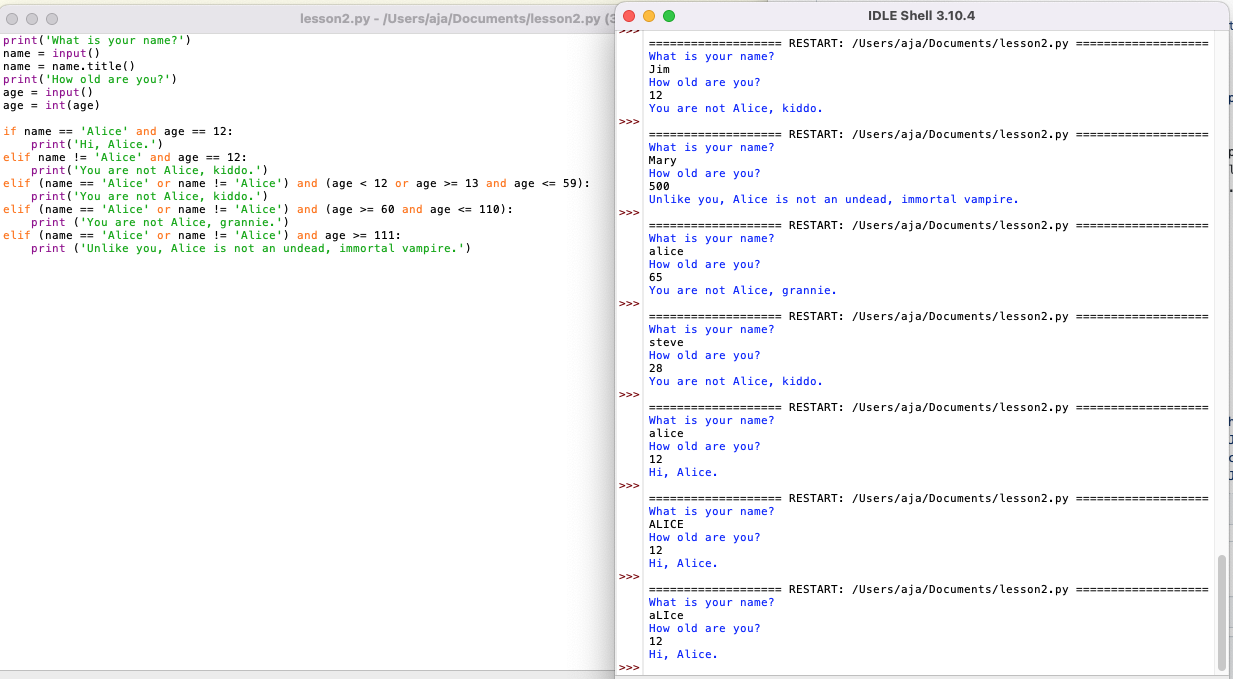 lesson2.py - /Users/aja/Documents/lesson2.py (3
print('What is your name?')
name = input()
name = name.title()
print('How old are you?')
age = input()
age = int(age)
if name == 'Alice' and age == 12:
    print('Hi, Alice.')
elif name != 'Alice' and age == 12:
    print('You are not Alice, kiddo.')
elif (name == 'Alice' or name != 'Alice') and (age < 12 or age >= 13 and age <= 59):
    print('You are not Alice, kiddo.')
elif (name == 'Alice' or name != 'Alice') and (age >= 60 and age <= 110):
    print ('You are not Alice, grannie.')
elif (name == 'Alice' or name != 'Alice') and age >= 111:
    print ('Unlike you, Alice is not an undead, immortal vampire.')
IDLE Shell 3.10.4
>>>
=================== RESTART: /Users/aja/Documents/lesson2.py ===================
What is your name?
Jim
How old are you?
12
You are not Alice, kiddo.
>>>
=================== RESTART: /Users/aja/Documents/lesson2.py ===================
What is your name?
Mary
How old are you?
500
Unlike you, Alice is not an undead, immortal vampire.
>>>
=================== RESTART: /Users/aja/Documents/lesson2.py ===================
What is your name?
alice
How old are you?
65
You are not Alice, grannie.
>>>
=================== RESTART: /Users/aja/Documents/lesson2.py ===================
What is your name?
steve
How old are you?
28
You are not Alice, kiddo.
>>>
=================== RESTART: /Users/aja/Documents/lesson2.py ===================
What is your name?
alice
How old are you?
12
Hi, Alice.
>>>
=================== RESTART: /Users/aja/Documents/lesson2.py ===================
What is your name?
ALICE
How old are you?
12
Hi, Alice.
>>>
=================== RESTART: /Users/aja/Documents/lesson2.py ===================
What is your name?
aLIce
How old are you?
12
Hi, Alice.
>>>